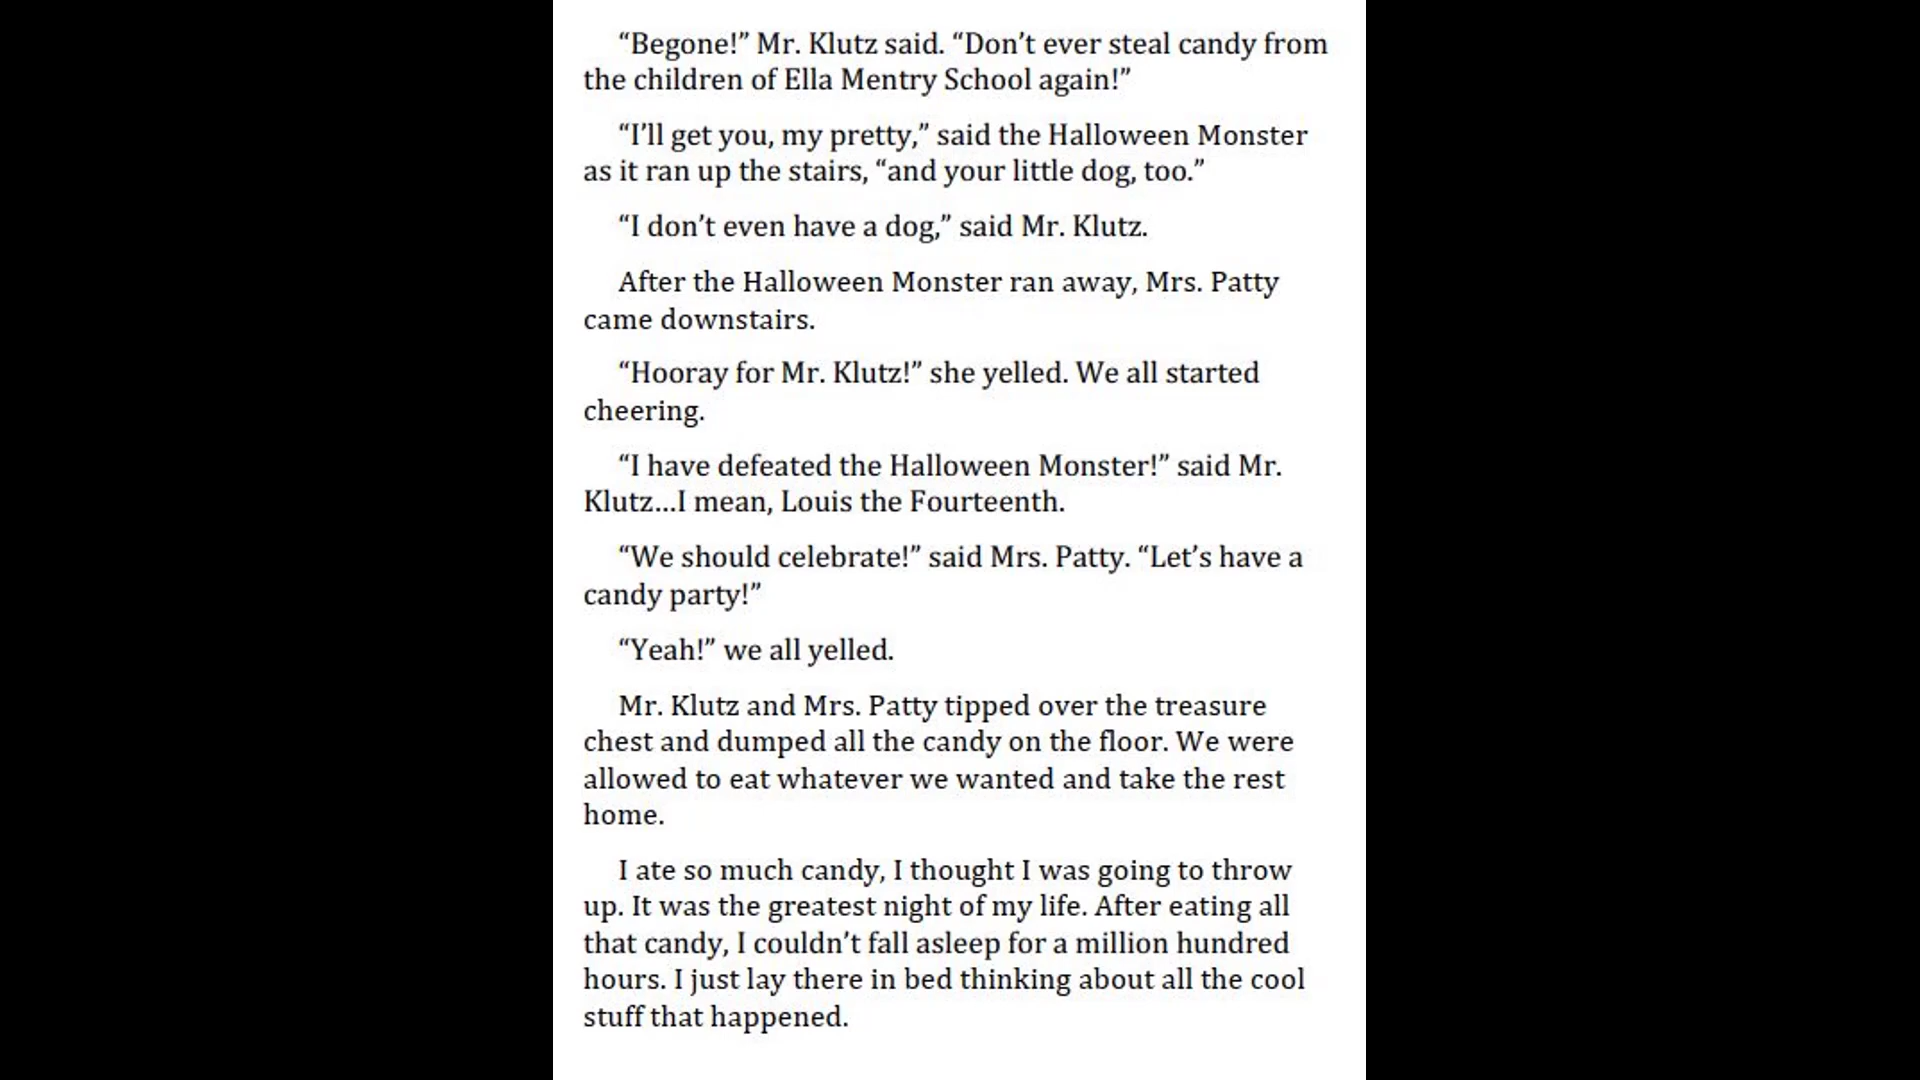 “Begone!” Mr. Klutz said. “Don’t ever steal candy from
the children of Ella Mentry School again!”
“I’ll get you, my pretty,” said the Halloween Monster
as it ran up the stairs, “and your little dog, too.”
“I don’t even have a dog,” said Mr. Klutz.
After the Halloween Monster ran away, Mrs. Patty
came downstairs.
“Hooray for Mr. Klutz!” she yelled. We all started
cheering.
“I have defeated the Halloween Monster!” said Mr.
Klutz...I mean, Louis the Fourteenth.
“We should celebrate!” said Mrs. Patty. “Let’s have a
candy party!”
“Yeah!” we all yelled.
Mr. Klutz and Mrs. Patty tipped over the treasure
chest and dumped all the candy on the floor. We were
allowed to eat whatever we wanted and take the rest
home.
I ate so much candy, I thought I was going to throw
up. It was the greatest night of my life. After eating all
that candy, I couldn’t fall asleep for a million hundred
hours. I just lay there in bed thinking about all the cool
stuff that happened.